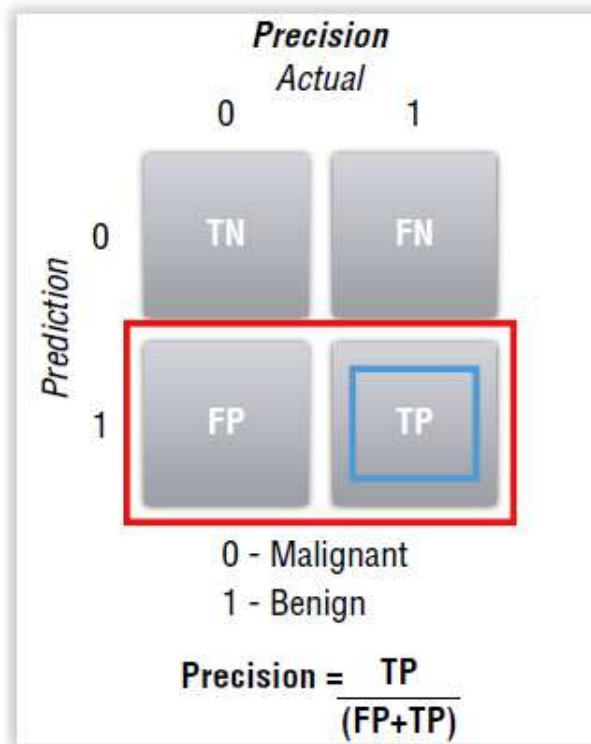 Precision
Actual
0 1
0 TN FN
Prediction
1 FP TP
0 - Malignant
1 - Benign
Precision = TP
(FP+TP)